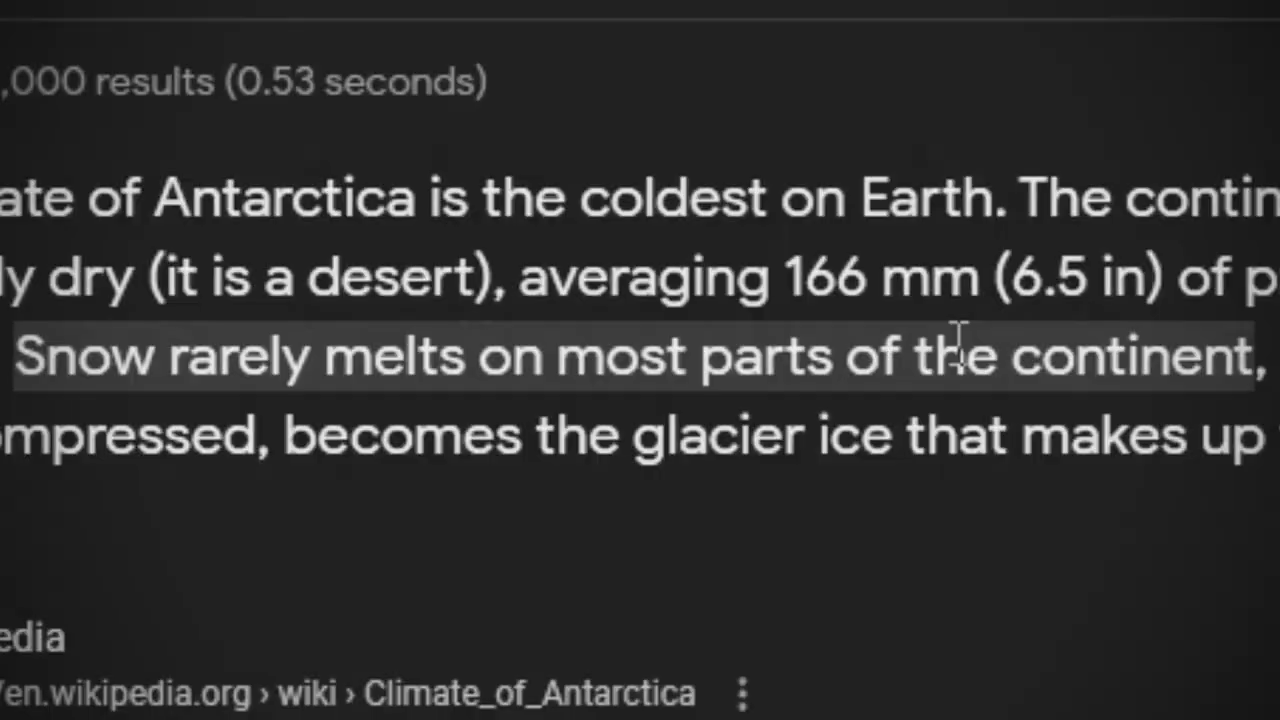 ,000 results (0.53 seconds)
ate of Antarctica is the coldest on Earth. The contin
ly dry (it is a desert), averaging 166 mm (6.5 in) of p
Snow rarely melts on most parts of the continent,
ompressed, becomes the glacier ice that makes up
edia
/en.wikipedia.org › wiki › Climate_of_Antarctica